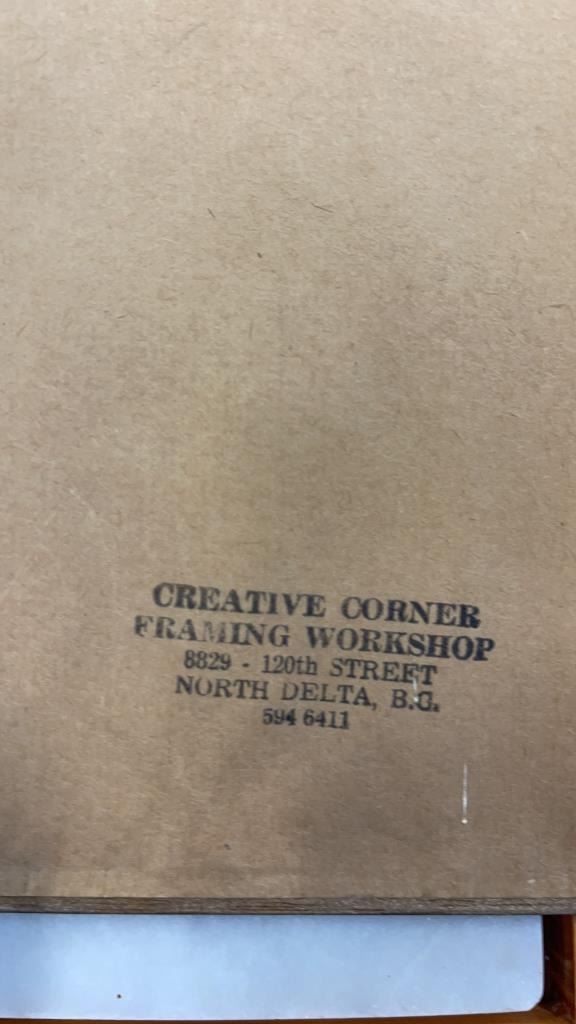 CREATIVE CORNER
FRAMING WORKSHOP
8829 - 120th STREET
NORTH DELTA, B.C.
594 6411